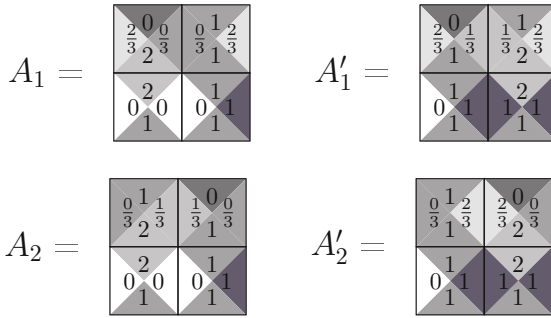 0 1 0 1
2/3 0/3 0/3 2/3 2/3 1/3 1/3 2/3
2 1 1 2
A₁ = A′₁ =
2 1 1 2
0 0 0 1 0 1 1 1
1 1 1 1
1 0 1 0
0/3 1/3 1/3 0/3 0/3 2/3 2/3 0/3
2 1 1 2
A₂ = A′₂ =
2 1 1 2
0 0 0 1 0 1 1 1
1 1 1 1